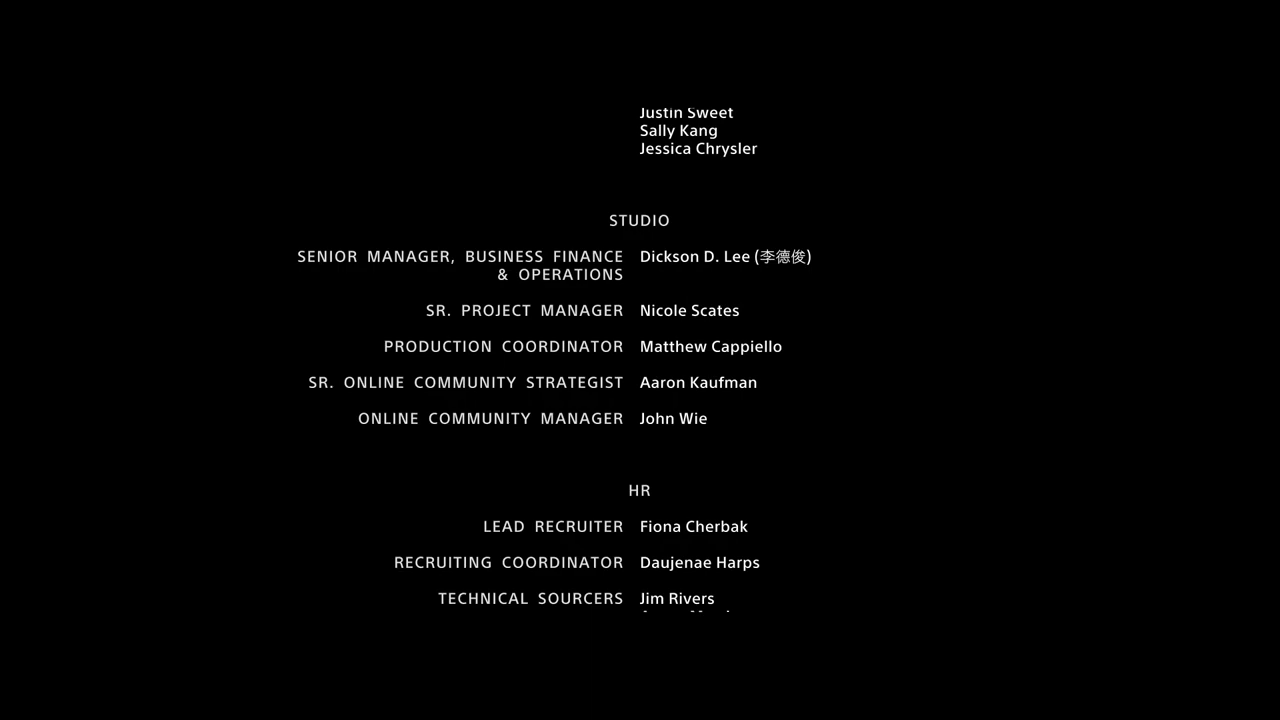 Justin Sweet
Sally Kang
Jessica Chrysler
STUDIO
SENIOR MANAGER, BUSINESS FINANCE Dickson D. Lee (李德俊)
& OPERATIONS
SR. PROJECT MANAGER Nicole Scates
PRODUCTION COORDINATOR Matthew Cappiello
SR. ONLINE COMMUNITY STRATEGIST Aaron Kaufman
ONLINE COMMUNITY MANAGER John Wie
HR
LEAD RECRUITER Fiona Cherbak
RECRUITING COORDINATOR Daujenae Harps
TECHNICAL SOURCERS Jim Rivers